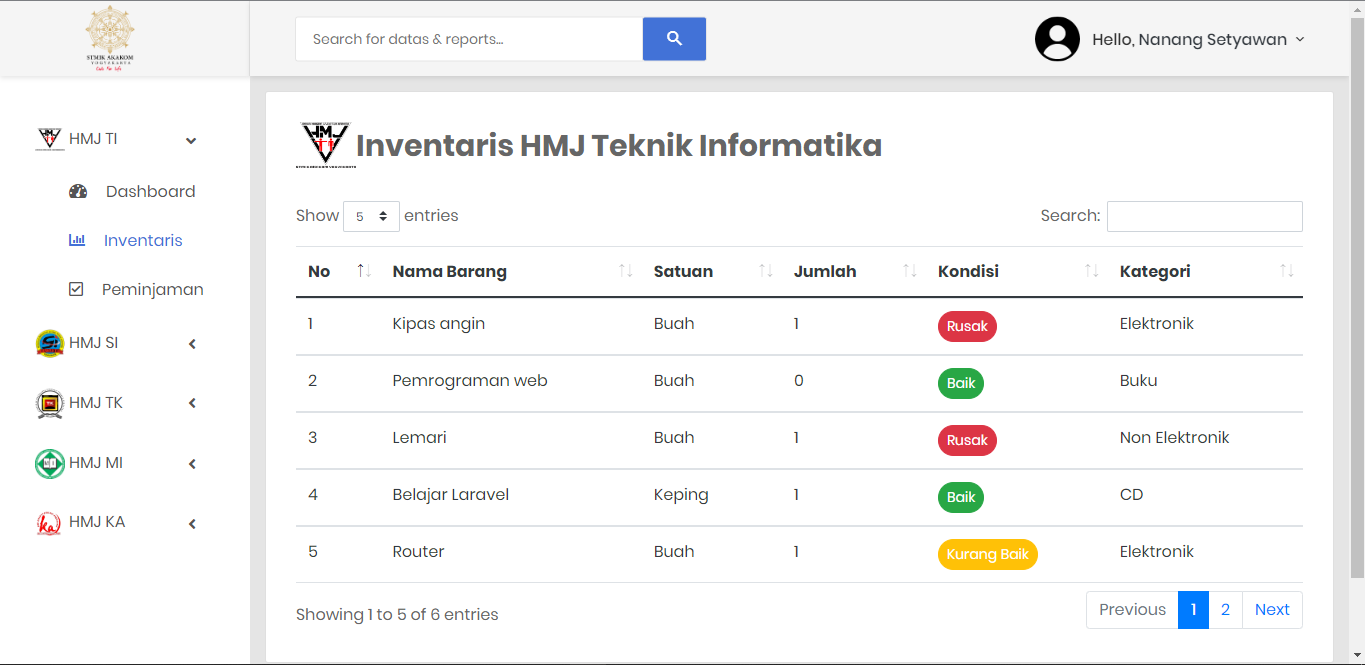 STMIK AKAKOM
YOGYAKARTA
Search for datas & reports...
Hello, Nanang Setyawan
HMJ TI
Dashboard
Inventaris
Peminjaman
HMJ SI
HMJ TK
HMJ MI
HMJ KA
HMJ
Inventaris HMJ Teknik Informatika
Show 5 entries
Search:
No Nama Barang Satuan Jumlah Kondisi Kategori
1 Kipas angin Buah 1 Rusak Elektronik
2 Pemrograman web Buah 0 Baik Buku
3 Lemari Buah 1 Rusak Non Elektronik
4 Belajar Laravel Keping 1 Baik CD
5 Router Buah 1 Kurang Baik Elektronik
Showing 1 to 5 of 6 entries
Previous 1 2 Next